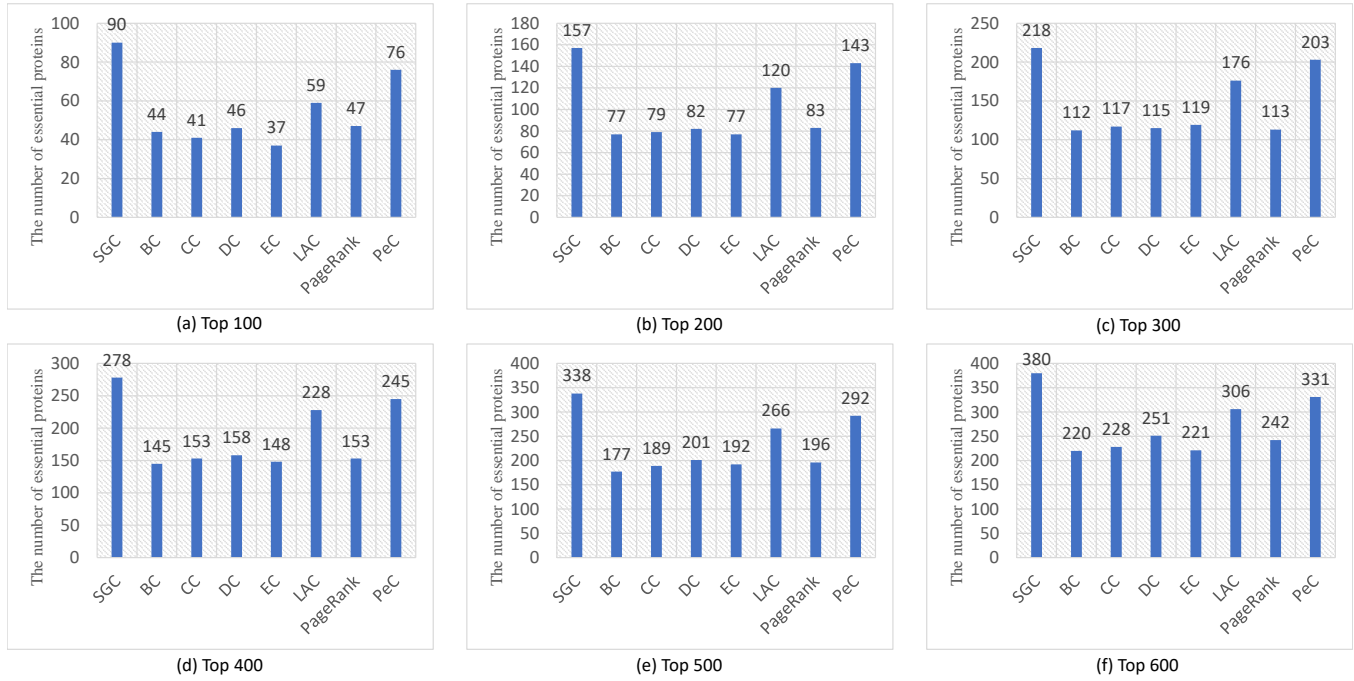 The number of essential proteins
100
80
60
40
20
0
90
44
41
46
37
59
47
76
SGC
BC
CC
DC
EC
LAC
PageRank
PeC
(a) Top 100
The number of essential proteins
180
160
140
120
100
80
60
40
20
0
157
77
79
82
77
120
83
143
SGC
BC
CC
DC
EC
LAC
PageRank
PeC
(b) Top 200
The number of essential proteins
250
200
150
100
50
0
218
112
117
115
119
176
113
203
SGC
BC
CC
DC
EC
LAC
PageRank
PeC
(c) Top 300
The number of essential proteins
300
250
200
150
100
50
0
278
145
153
158
148
228
153
245
SGC
BC
CC
DC
EC
LAC
PageRank
PeC
(d) Top 400
The number of essential proteins
400
350
300
250
200
150
100
50
0
338
177
189
201
192
266
196
292
SGC
BC
CC
DC
EC
LAC
PageRank
PeC
(e) Top 500
The number of essential proteins
400
350
300
250
200
150
100
50
0
380
220
228
251
221
306
242
331
SGC
BC
CC
DC
EC
LAC
PageRank
PeC
(f) Top 600